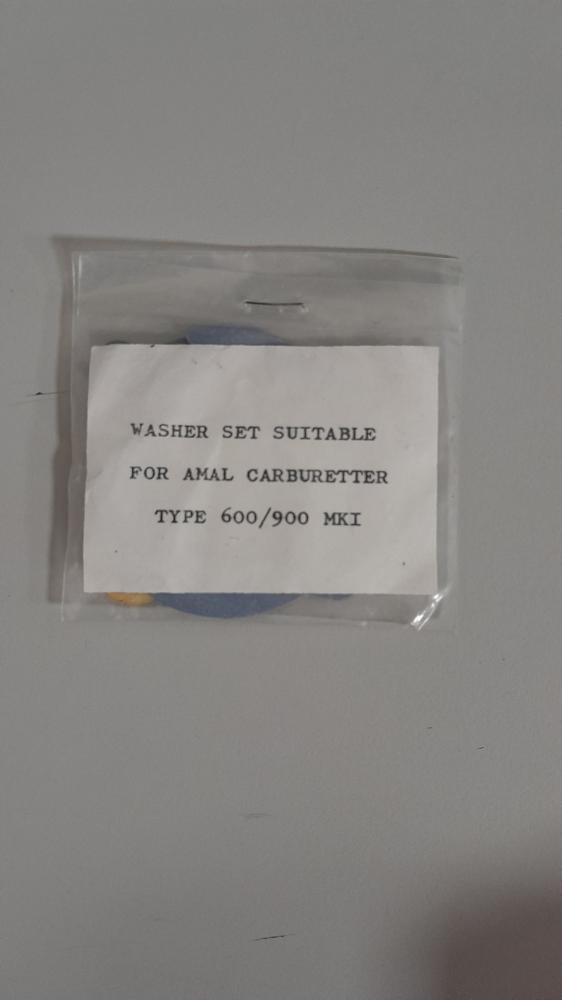 WASHER SET SUITABLE
FOR AMAL CARBURETTER
TYPE 600/900 MKI